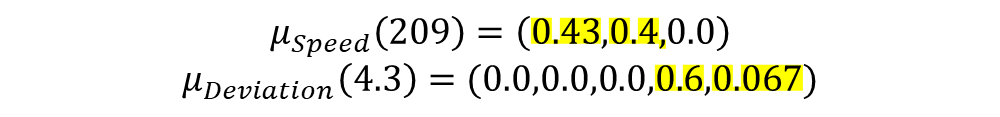 μ_Speed(209) = (0.43,0.4,0.0)
μ_Deviation(4.3) = (0.0,0.0,0.0,0.6,0.067)